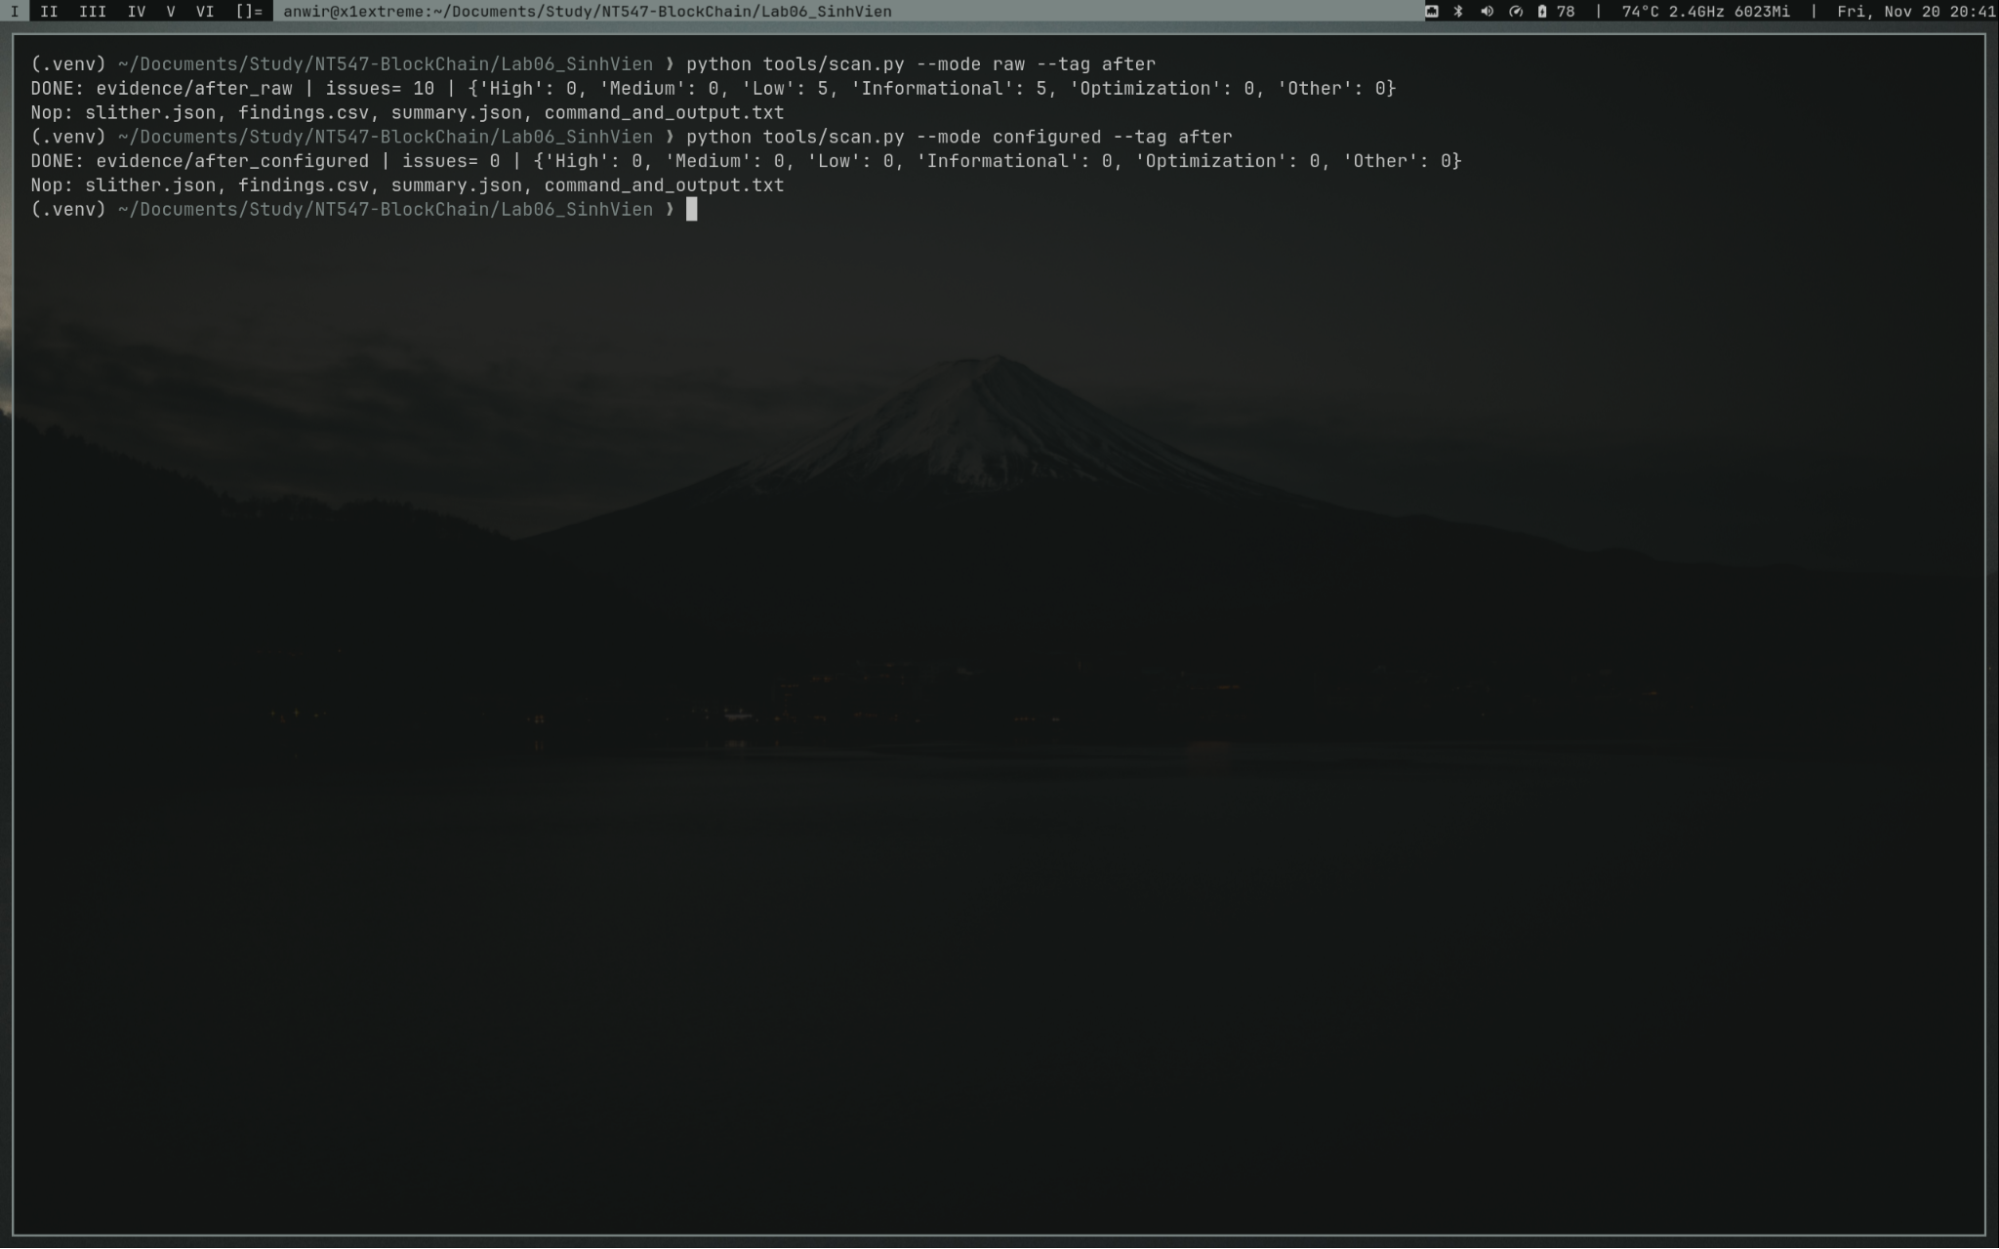 I II III IV V VI []= anwir@x1extreme:~/Documents/Study/NT547-BlockChain/Lab06_SinhVien 78 | 74°C 2.4GHz 6023Mi | Fri, Nov 20 20:41
(.venv) ~/Documents/Study/NT547-BlockChain/Lab06_SinhVien ❯ python tools/scan.py --mode raw --tag after
DONE: evidence/after_raw | issues= 10 | {'High': 0, 'Medium': 0, 'Low': 5, 'Informational': 5, 'Optimization': 0, 'Other': 0}
Nop: slither.json, findings.csv, summary.json, command_and_output.txt
(.venv) ~/Documents/Study/NT547-BlockChain/Lab06_SinhVien ❯ python tools/scan.py --mode configured --tag after
DONE: evidence/after_configured | issues= 0 | {'High': 0, 'Medium': 0, 'Low': 0, 'Informational': 0, 'Optimization': 0, 'Other': 0}
Nop: slither.json, findings.csv, summary.json, command_and_output.txt
(.venv) ~/Documents/Study/NT547-BlockChain/Lab06_SinhVien ❯